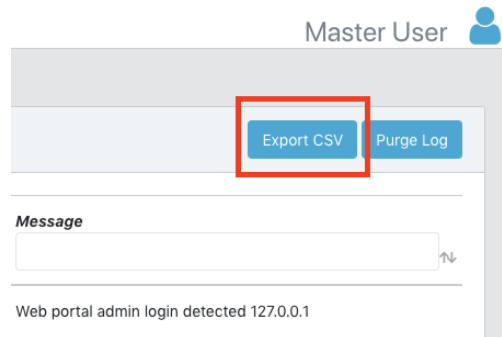 Master User
Export CSV Purge Log
Message
Web portal admin login detected 127.0.0.1